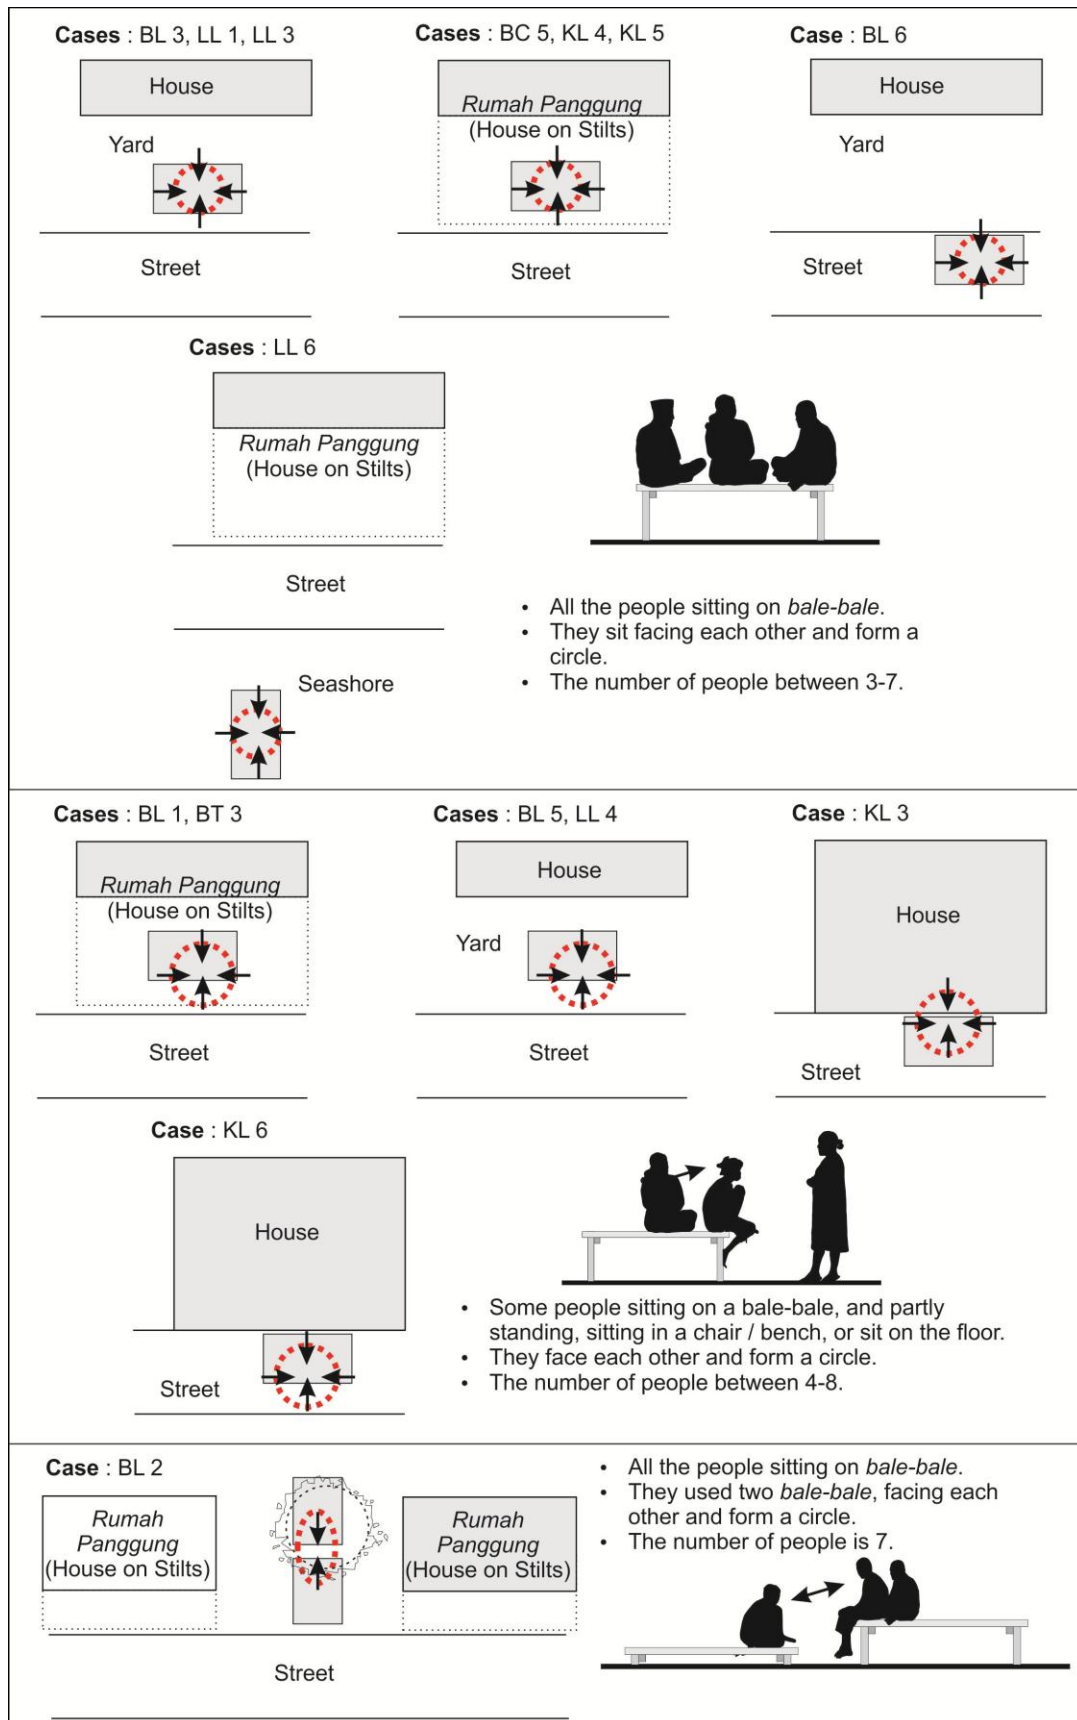 Cases : BL 3, LL 1, LL 3
House
Yard
Street
Cases : BC 5, KL 4, KL 5
Rumah Panggung
(House on Stilts)
Street
Case : BL 6
House
Yard
Street
Cases : LL 6
Rumah Panggung
(House on Stilts)
Street
Seashore
• All the people sitting on bale-bale.
• They sit facing each other and form a
circle.
• The number of people between 3-7.
Cases : BL 1, BT 3
Rumah Panggung
(House on Stilts)
Street
Cases : BL 5, LL 4
House
Yard
Street
Case : KL 3
House
Street
Case : KL 6
House
Street
• Some people sitting on a bale-bale, and partly
standing, sitting in a chair / bench, or sit on the floor.
• They face each other and form a circle.
• The number of people between 4-8.
Case : BL 2
Rumah
Panggung
(House on Stilts)
Rumah
Panggung
(House on Stilts)
Street
• All the people sitting on bale-bale.
• They used two bale-bale, facing each
other and form a circle.
• The number of people is 7.